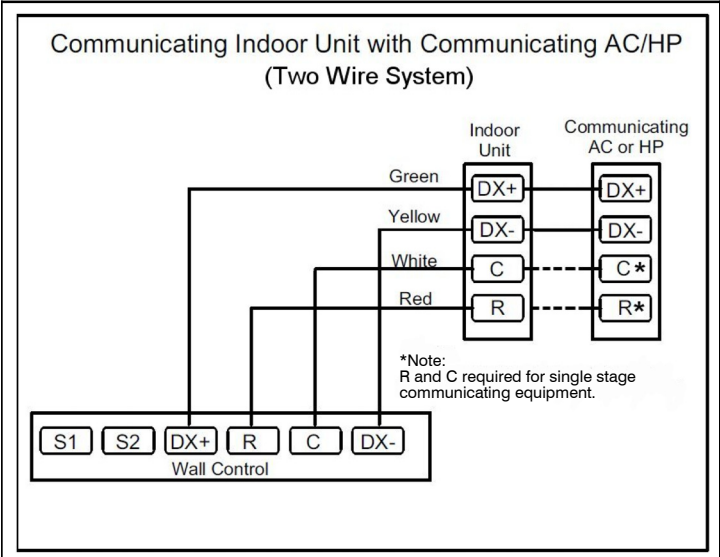 Communicating Indoor Unit with Communicating AC/HP
(Two Wire System)
Indoor
Unit
Communicating
AC or HP
Green
DX+
DX+
Yellow
DX-
DX-
White
C
C*
Red
R
R*
*Note:
R and C required for single stage
communicating equipment.
S1 S2 DX+ R C DX-
Wall Control